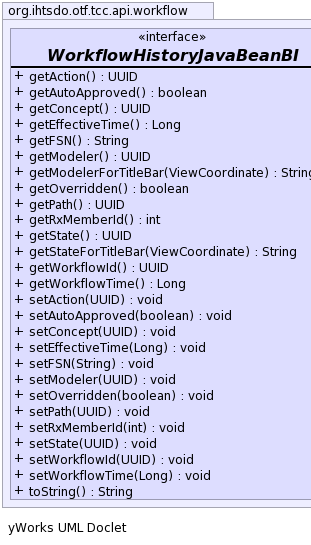 org.ihtsdo.otf.tcc.api.workflow
«interface»
WorkflowHistoryJavaBeanBI
+ getAction() : UUID
+ getAutoApproved() : boolean
+ getConcept() : UUID
+ getEffectiveTime() : Long
+ getFSN() : String
+ getModeler() : UUID
+ getModelerForTitleBar(ViewCoordinate) : String
+ getOverridden() : boolean
+ getPath() : UUID
+ getRxMemberId() : int
+ getState() : UUID
+ getStateForTitleBar(ViewCoordinate) : String
+ getWorkflowId() : UUID
+ getWorkflowTime() : Long
+ setAction(UUID) : void
+ setAutoApproved(boolean) : void
+ setConcept(UUID) : void
+ setEffectiveTime(Long) : void
+ setFSN(String) : void
+ setModeler(UUID) : void
+ setOverridden(boolean) : void
+ setPath(UUID) : void
+ setRxMemberId(int) : void
+ setState(UUID) : void
+ setWorkflowId(UUID) : void
+ setWorkflowTime(Long) : void
+ toString() : String
yWorks UML Doclet